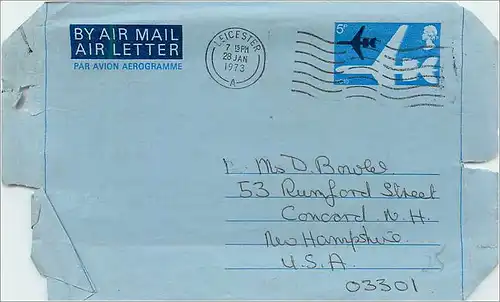 BY AIR MAIL
AIR LETTER
PAR AVION AEROGRAMME
LEICESTER
7 15PM
28 JAN
1973
A
5P
Ms D. Bowles
53 Rumford Street
Concord N.H.
New Hampshire
U.S.A
03301